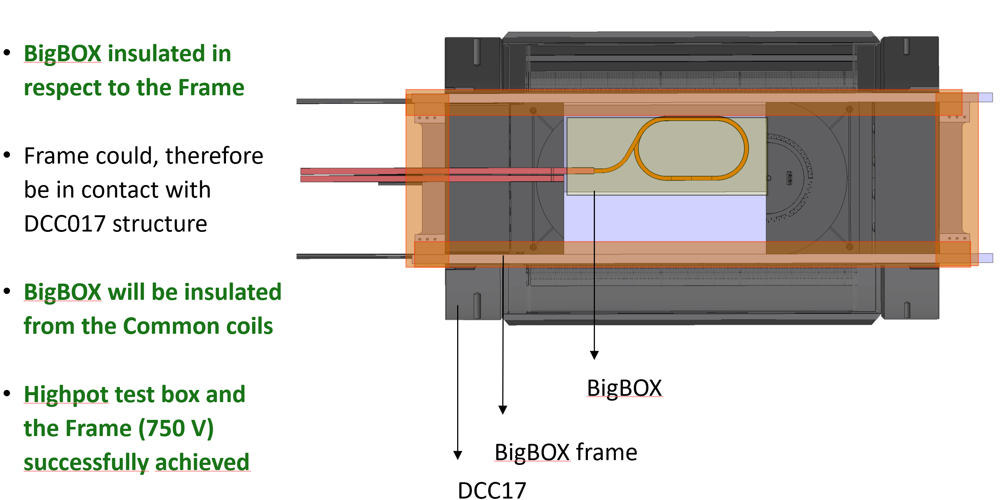 • BigBOX insulated in
respect to the Frame
• Frame could, therefore
be in contact with
DCC017 structure
• BigBOX will be insulated
from the Common coils
• Highpot test box and
the Frame (750 V)
successfully achieved
BigBOX
BigBOX frame
DCC17